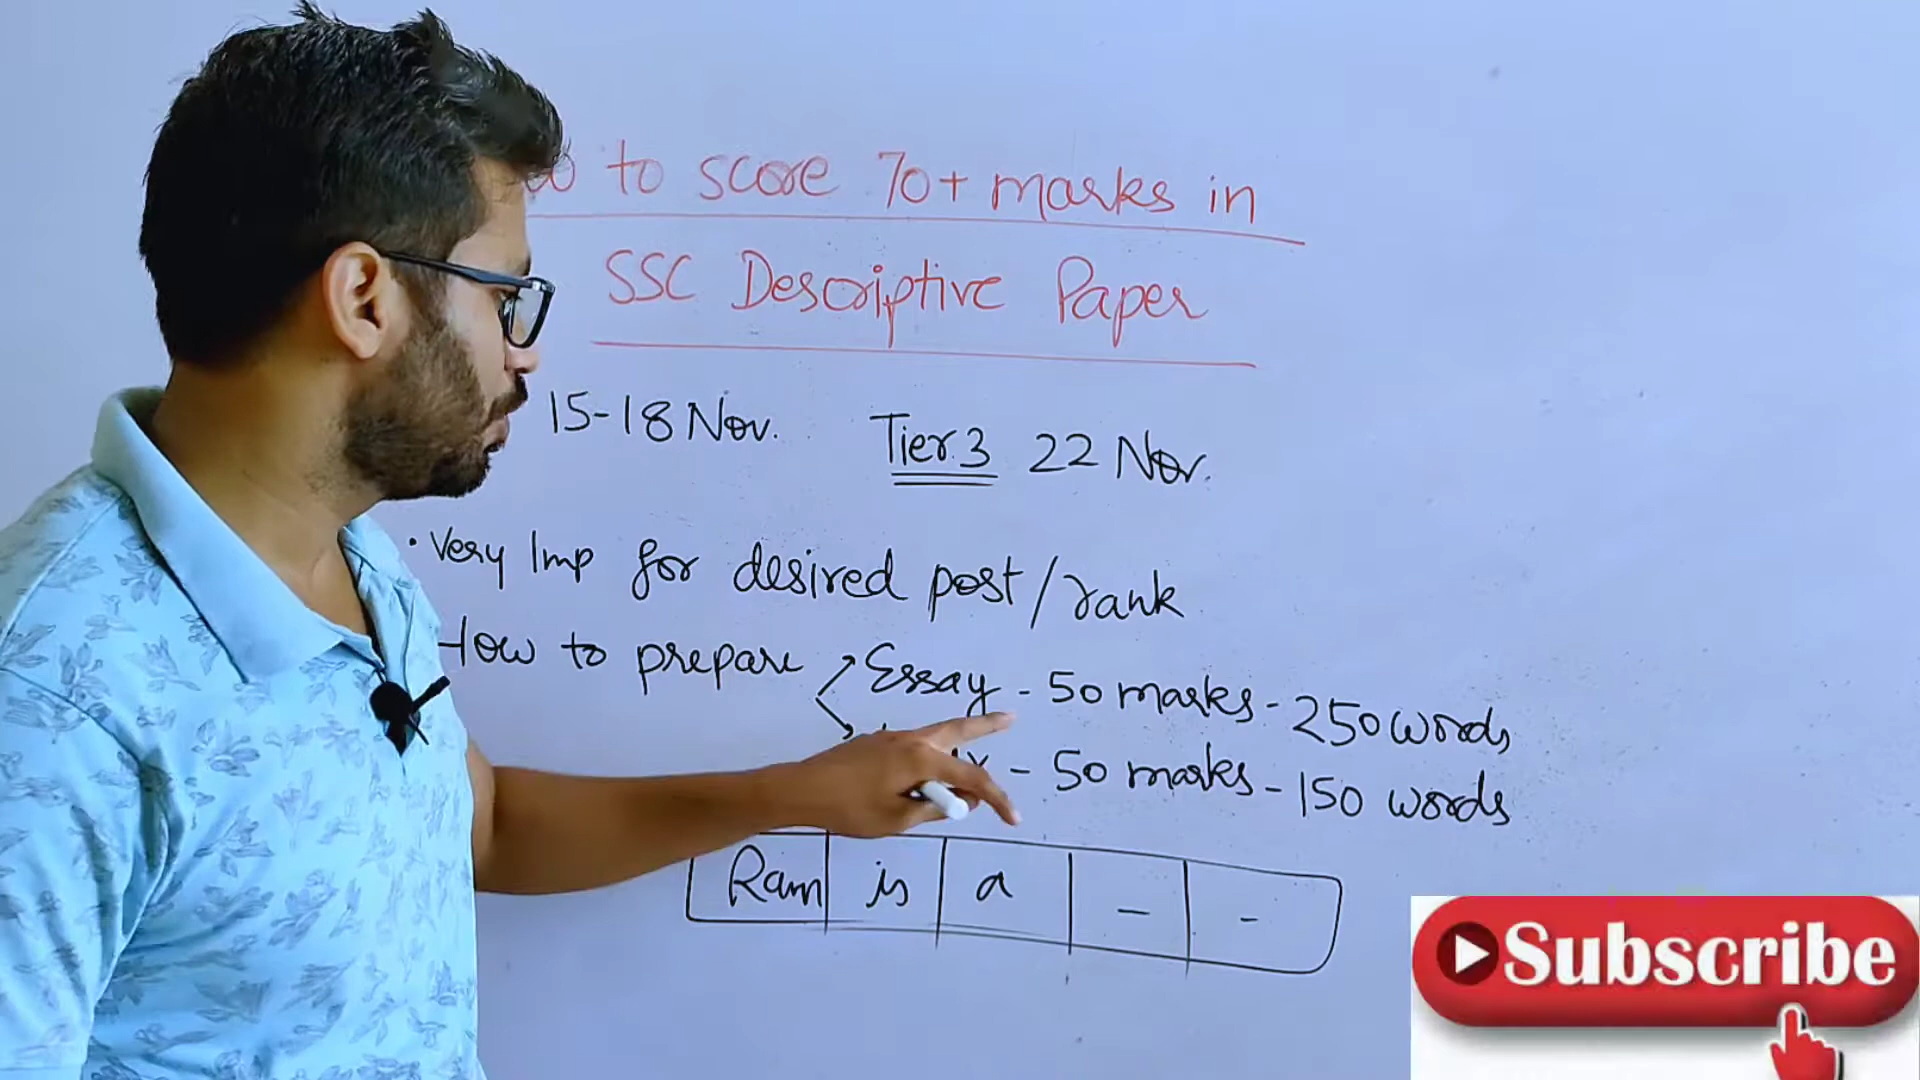 to score 70+ marks in
SSC Descriptive Paper
15-18 Nov. Tier 3 22 Nov.
• Very Imp for desired post/rank
How to prepare Essay - 50 marks - 250 words
- 50 marks - 150 words
Ram is a - -
Subscribe